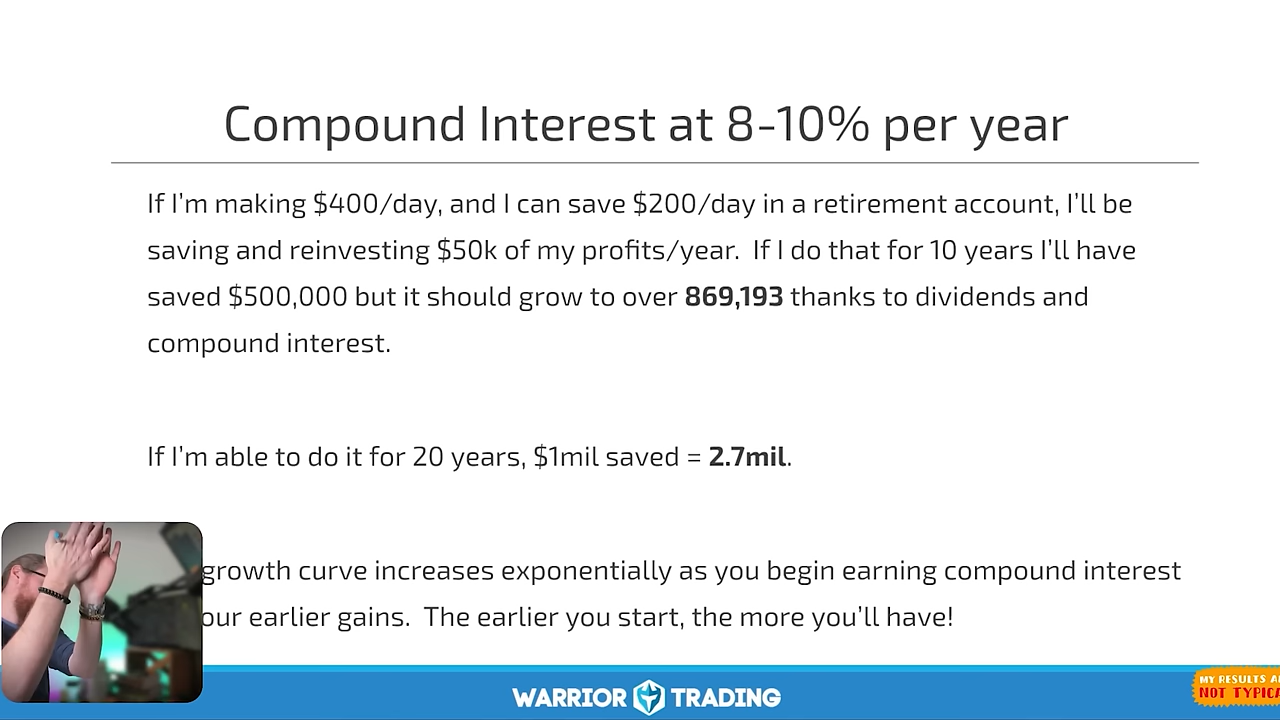 Compound Interest at 8-10% per year
If I'm making $400/day, and I can save $200/day in a retirement account, I'll be
saving and reinvesting $50k of my profits/year.  If I do that for 10 years I'll have
saved $500,000 but it should grow to over 869,193 thanks to dividends and
compound interest.
If I'm able to do it for 20 years, $1mil saved = 2.7mil.
growth curve increases exponentially as you begin earning compound interest
earlier gains.  The earlier you start, the more you'll have!
WARRIOR TRADING
MY RESULTS
NOT